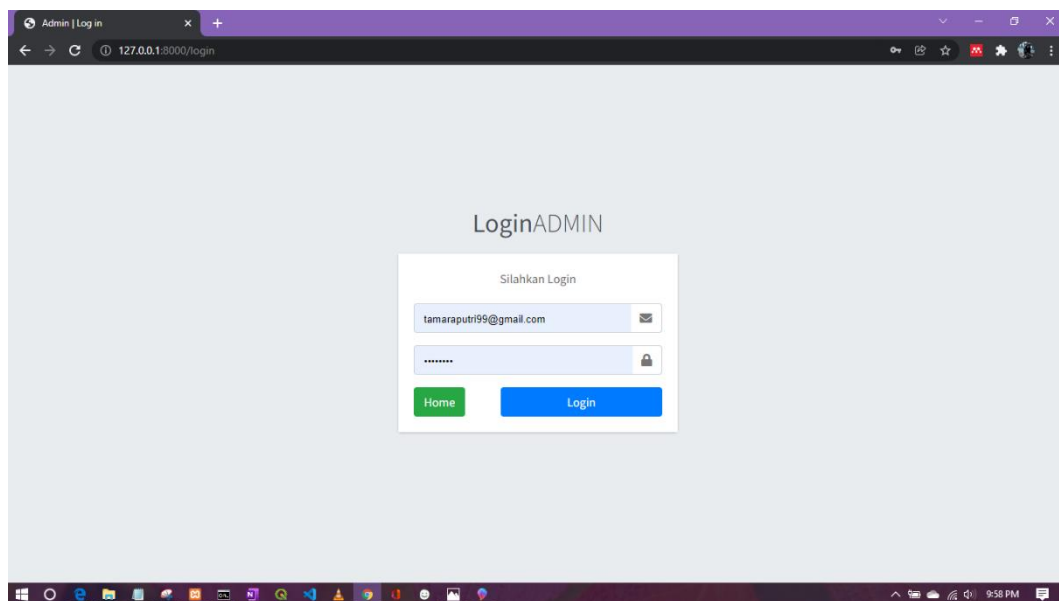 Admin | Log in
127.0.0.1:8000/login
LoginADMIN
Silahkan Login
tamaraputri99@gmail.com
••••••••
Home
Login
9:58 PM